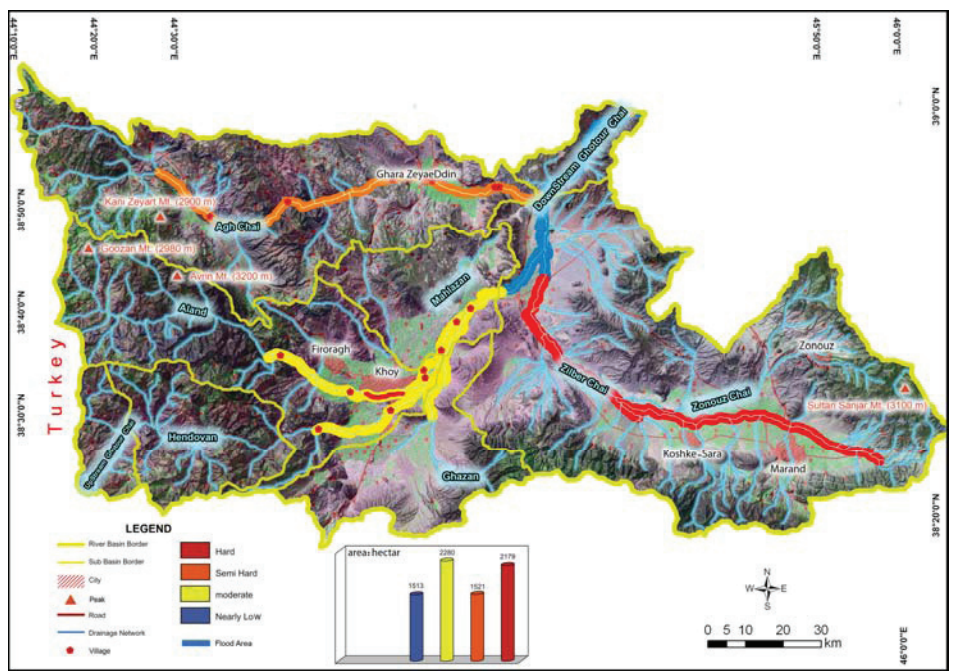 44°10'0"E
44°20'0"E
44°30'0"E
45°50'0"E
46°0'0"E
39°0'0"N
38°50'0"N
38°40'0"N
38°30'0"N
38°20'0"N
46°0'0"E
Turkey
DownStream Ghotour Chai
Ghara ZeyaeDdin
Kani Zeyart Mt. (2900 m)
Agh Chai
Goozan Mt. (2980 m)
Avrin Mt. (3200 m)
Mahlazan
Aland
Firoragh
Khoy
Zonouz
Zilber Chai
Zonouz Chai
Sultan Sanjar Mt. (3100 m)
Hendovan
Koshke-Sara
Marand
Ghazan
LEGEND
River Basin Border
Sub Basin Border
City
Peak
Road
Drainage Network
Village
Hard
Semi Hard
moderate
Nearly Low
Flood Area
area:hectar
1513
2280
1521
2179
N
W E
S
0 5 10 20 30
km